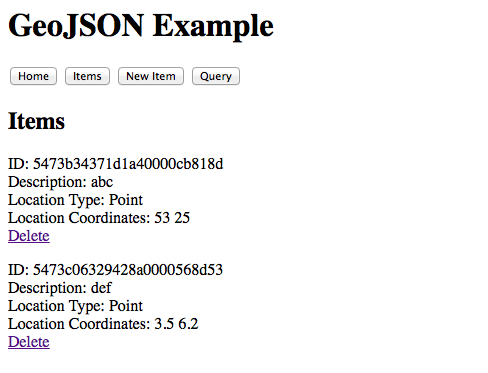 GeoJSON Example
Home Items New Item Query
Items
ID: 5473b34371d1a40000cb818d
Description: abc
Location Type: Point
Location Coordinates: 53 25
Delete
ID: 5473c06329428a0000568d53
Description: def
Location Type: Point
Location Coordinates: 3.5 6.2
Delete